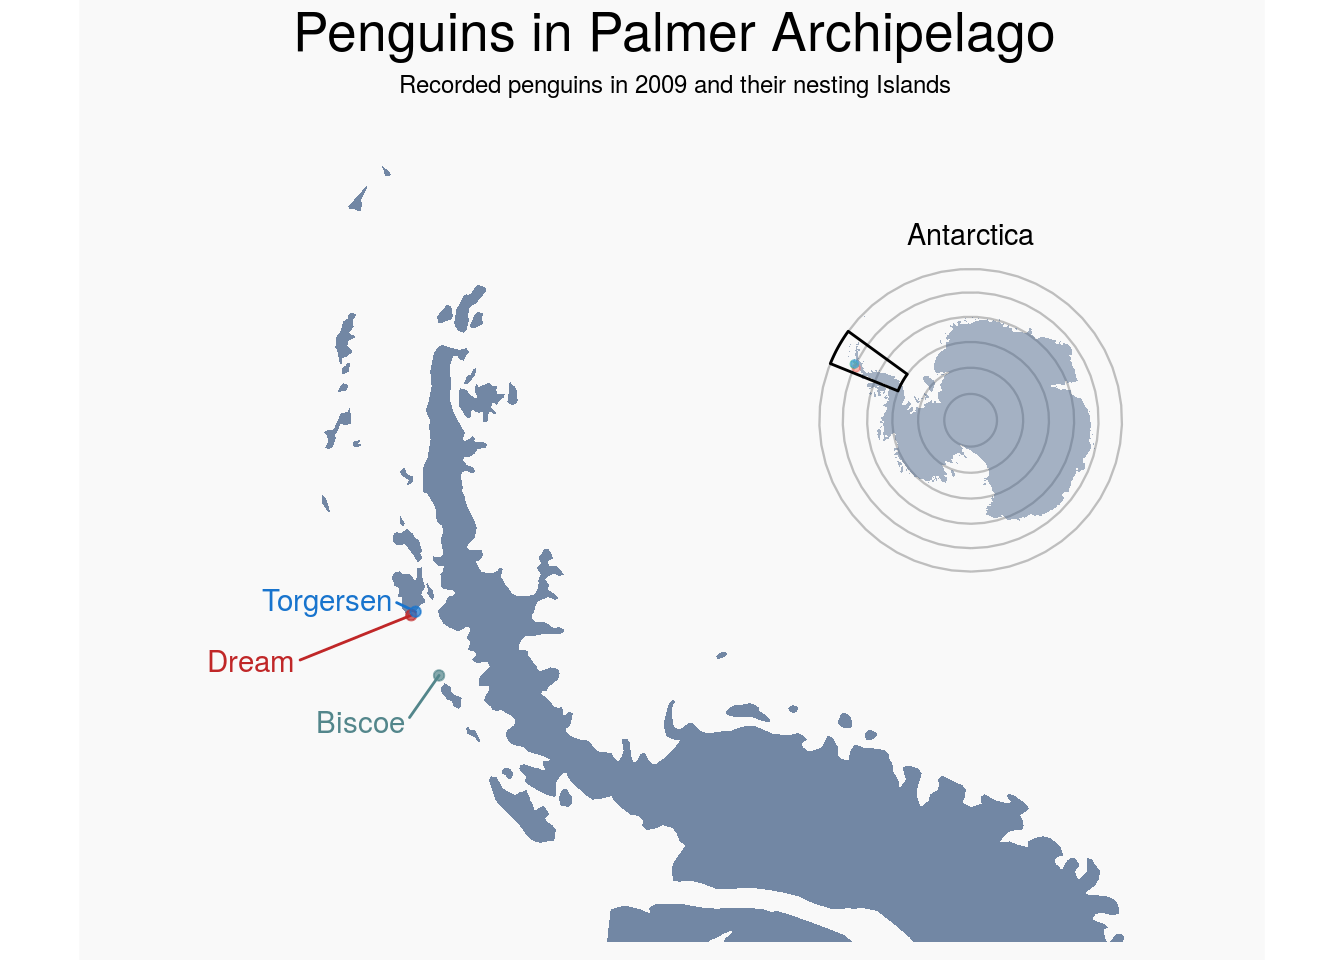 Penguins in Palmer Archipelago
Recorded penguins in 2009 and their nesting Islands
Antarctica
Torgersen
Dream
Biscoe